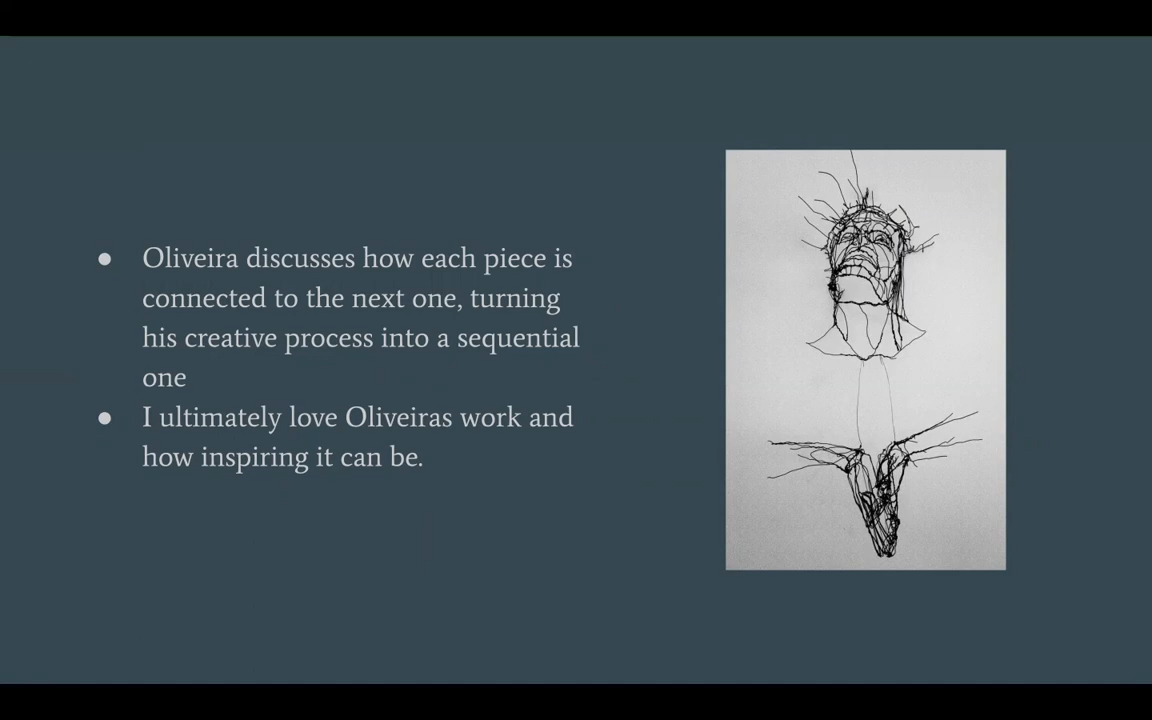 ● Oliveira discusses how each piece is
connected to the next one, turning
his creative process into a sequential
one
● I ultimately love Oliveiras work and
how inspiring it can be.